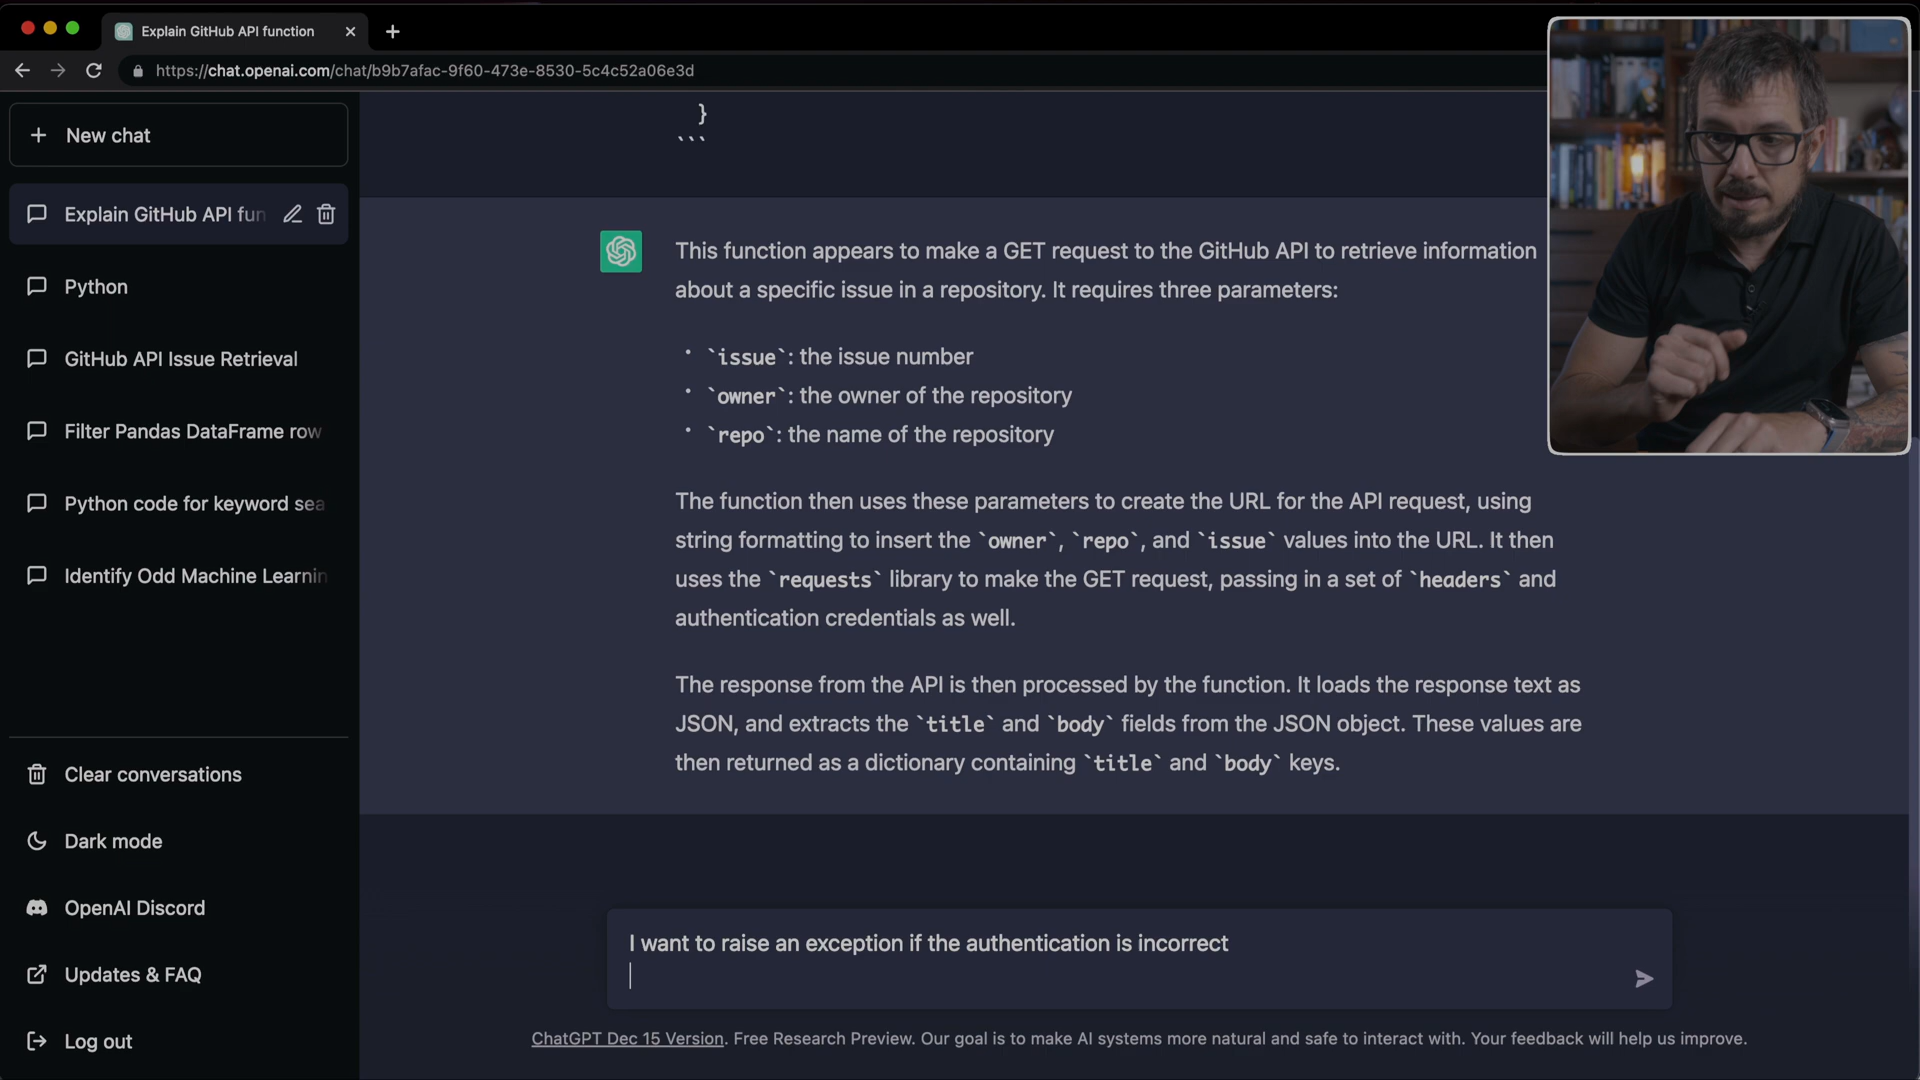 Explain GitHub API function
https://chat.openai.com/chat/b9b7afac-9f60-473e-8530-5c4c52a06e3d
New chat
Explain GitHub API fun
Python
GitHub API Issue Retrieval
Filter Pandas DataFrame row
Python code for keyword sea
Identify Odd Machine Learnin
Clear conversations
Dark mode
OpenAI Discord
Updates & FAQ
Log out
}
```
This function appears to make a GET request to the GitHub API to retrieve information
about a specific issue in a repository. It requires three parameters:
• `issue`: the issue number
• `owner`: the owner of the repository
• `repo`: the name of the repository
The function then uses these parameters to create the URL for the API request, using
string formatting to insert the `owner`, `repo`, and `issue` values into the URL. It then
uses the `requests` library to make the GET request, passing in a set of `headers` and
authentication credentials as well.
The response from the API is then processed by the function. It loads the response text as
JSON, and extracts the `title` and `body` fields from the JSON object. These values are
then returned as a dictionary containing `title` and `body` keys.
I want to raise an exception if the authentication is incorrect
ChatGPT Dec 15 Version. Free Research Preview. Our goal is to make AI systems more natural and safe to interact with. Your feedback will help us improve.